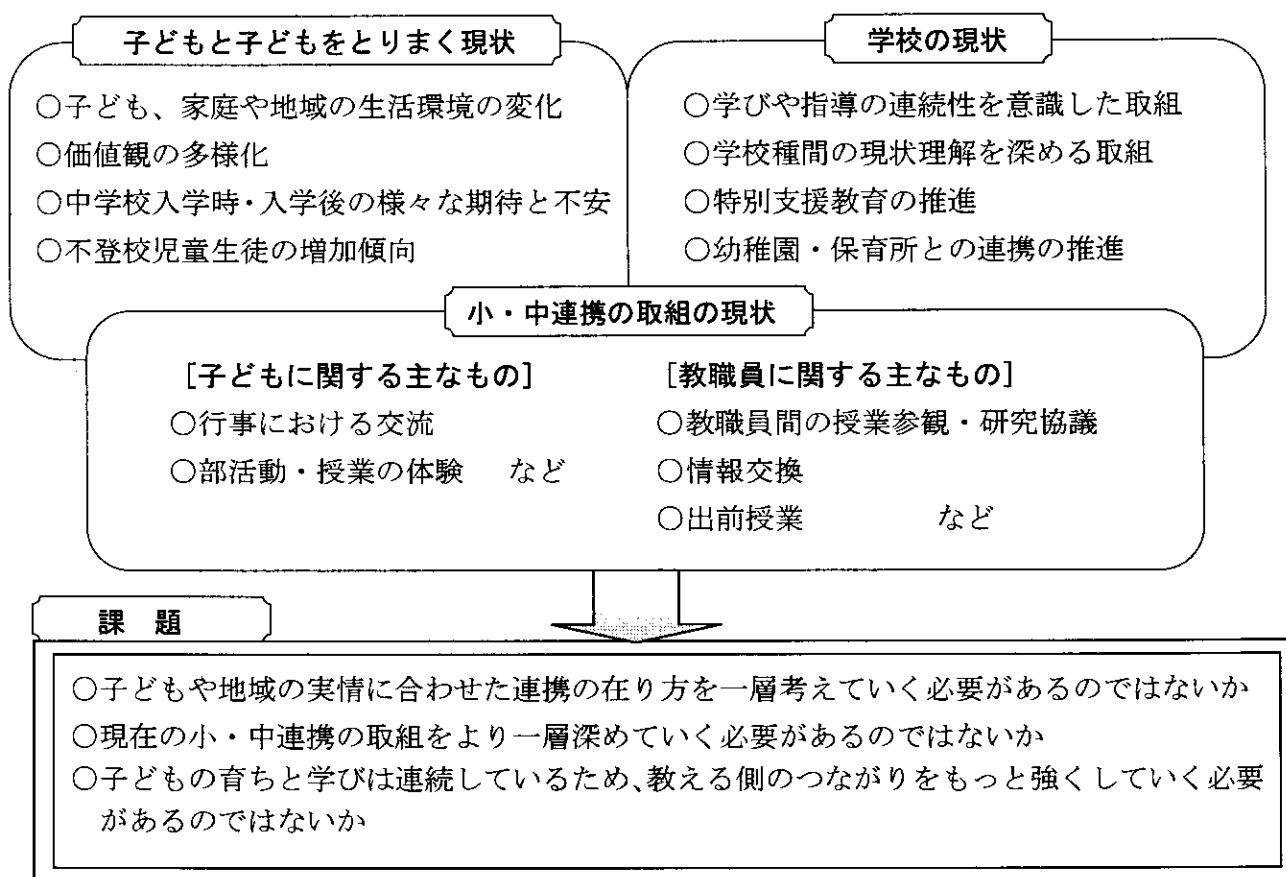 子どもと子どもをとりまく現状
○子ども、家庭や地域の生活環境の変化
○価値観の多様化
○中学校入学時・入学後の様々な期待と不安
○不登校児童生徒の増加傾向
学校の現状
○学びや指導の連続性を意識した取組
○学校種間の現状理解を深める取組
○特別支援教育の推進
○幼稚園・保育所との連携の推進
小・中連携の取組の現状
[子どもに関する主なもの]
○行事における交流
○部活動・授業の体験　など
[教職員に関する主なもの]
○教職員間の授業参観・研究協議
○情報交換
○出前授業　など
課　題
○子どもや地域の実情に合わせた連携の在り方を一層考えていく必要があるのではないか
○現在の小・中連携の取組をより一層深めていく必要があるのではないか
○子どもの育ちと学びは連続しているため、教える側のつながりをもっと強くしていく必要
があるのではないか